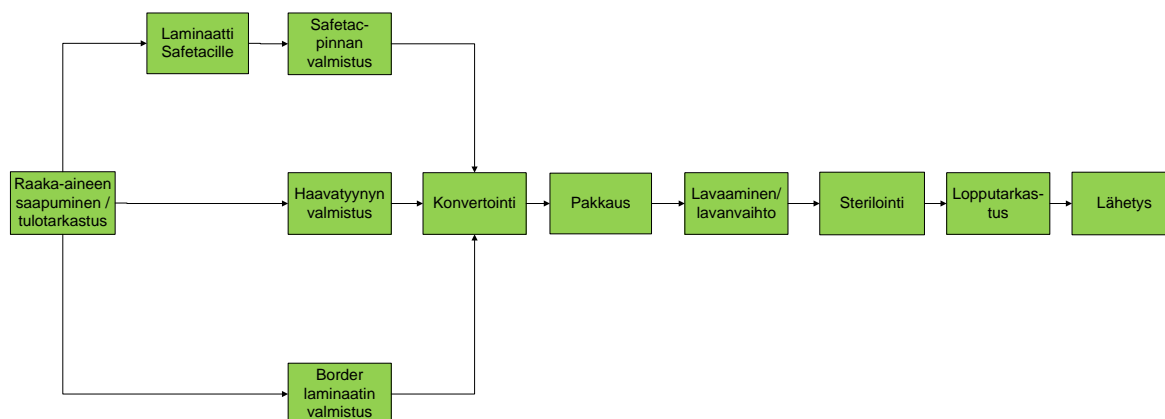 Laminaatti
Safetacille
Safetac-
pinnan
valmistus
Raaka-aineen
saapuminen /
tulotarkastus
Haavatyynyn
valmistus
Konvertointi
Pakkaus
Lavaaminen/
lavanvaihto
Sterilointi
Lopputarkas-
tus
Lähetys
Border
laminaatin
valmistus